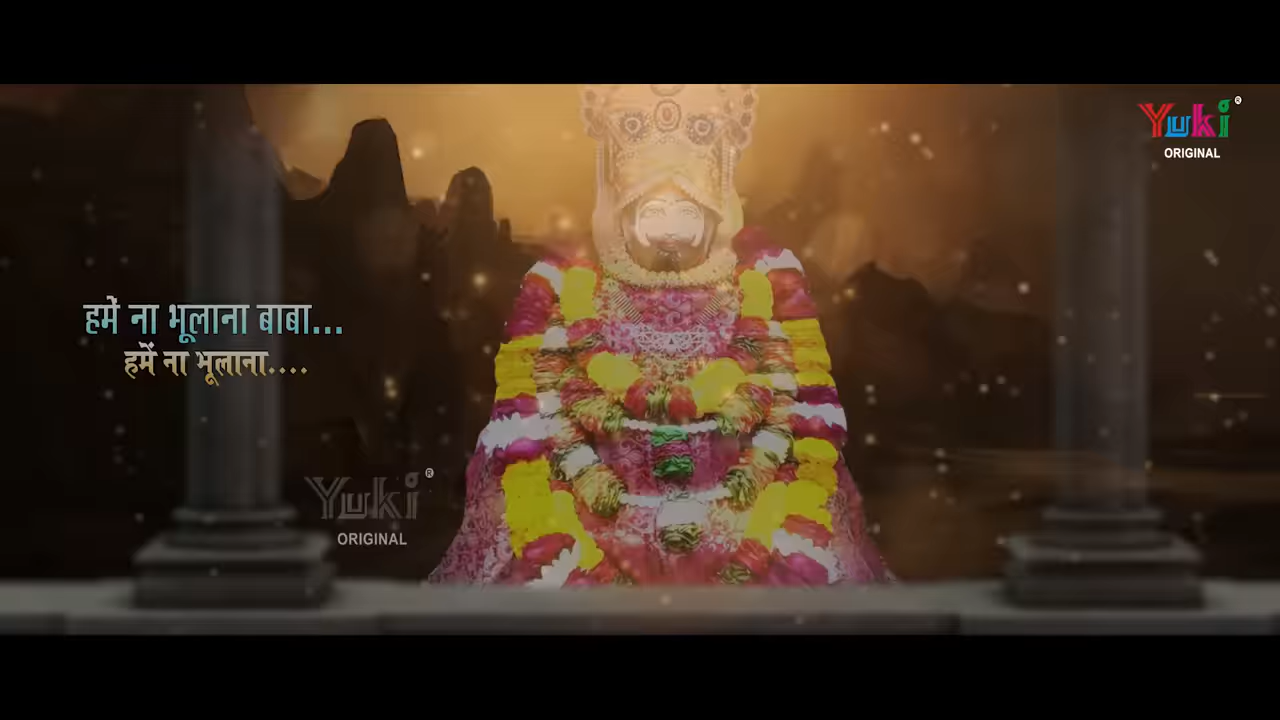 Yuki®
ORIGINAL
हमें ना भूलाना बाबा...
हमें ना भूलाना....
Yuki®
ORIGINAL